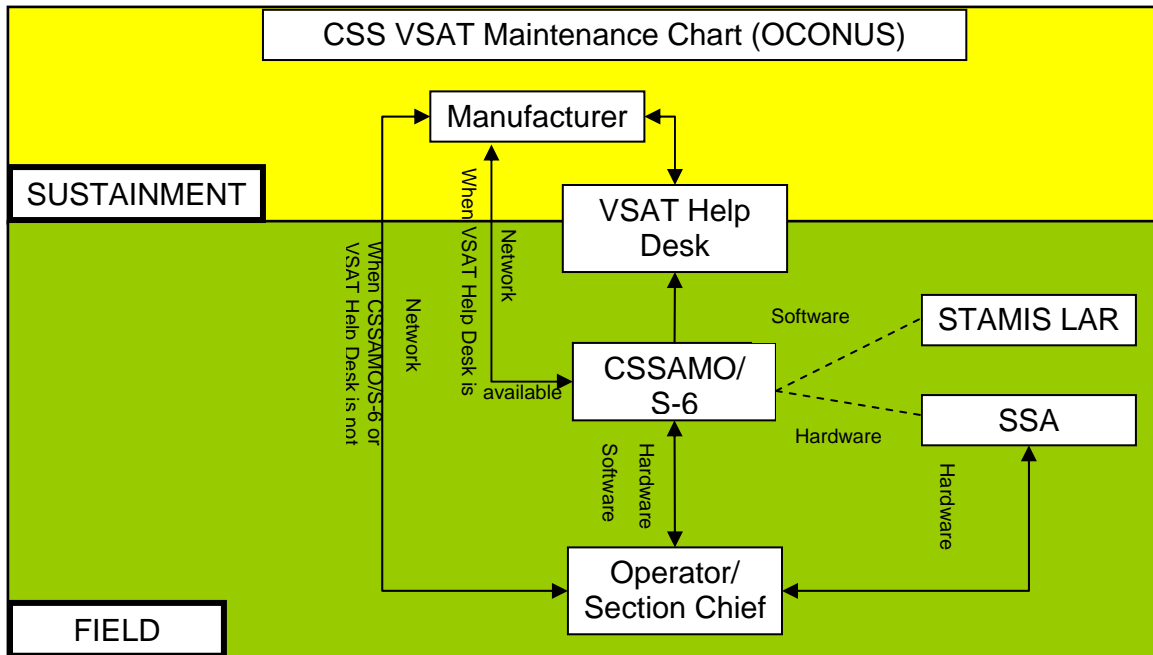 CSS VSAT Maintenance Chart (OCONUS)
Manufacturer
SUSTAINMENT
VSAT Help
Desk
Network
When VSAT Help Desk is
available
Network
When CSSAMO/S-6 or
VSAT Help Desk is not
Software
STAMIS LAR
CSSAMO/
S-6
SSA
Hardware
Hardware
Software
Hardware
Operator/
Section Chief
FIELD